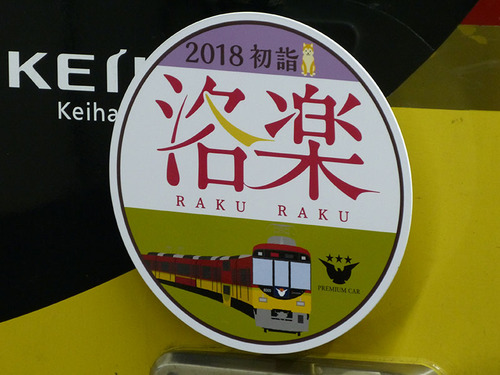 KEI
Keiha
2018 初詣
洛楽
RAKU RAKU
PREMIUM CAR